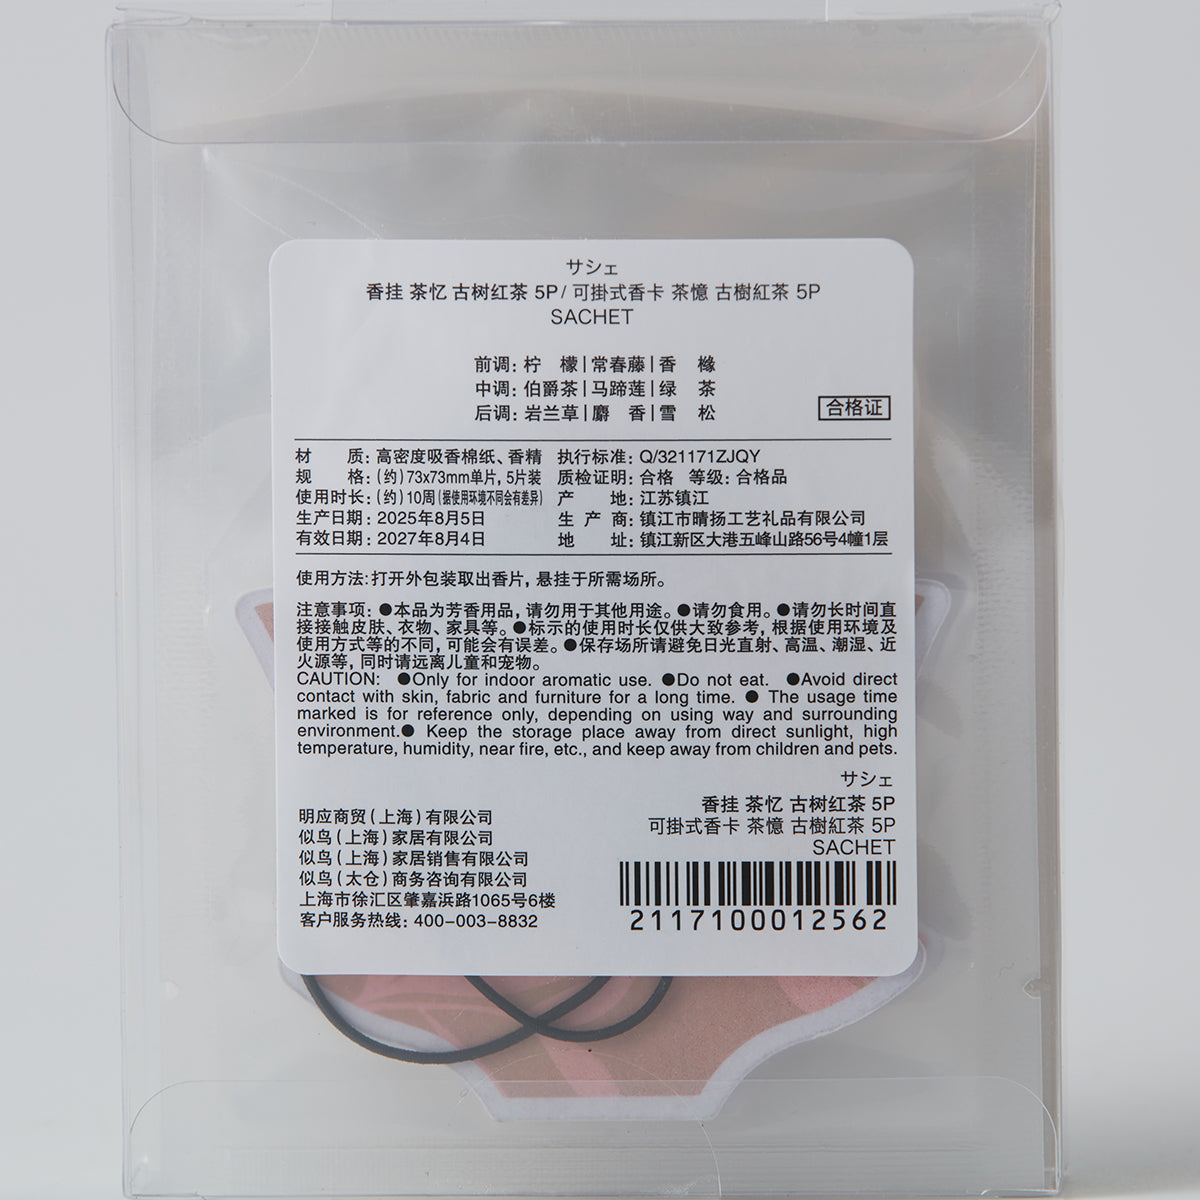 サシェ
香挂 茶忆 古树红茶 5P/ 可掛式香卡 茶憶 古樹紅茶 5P
SACHET
前调: 柠 檬|常春藤|香 橼
中调: 伯爵茶|马蹄莲|绿 茶
后调: 岩兰草|麝 香|雪 松
合格证
材 质: 高密度吸香棉纸、香精 执行标准: Q/321171ZJQY
规 格: (约)73x73mm单片, 5片装 质检证明: 合格 等级: 合格品
使用时长: (约)10周(据使用环境不同会有差异) 产 地: 江苏镇江
生产日期: 2025年8月5日 生 产 商: 镇江市晴扬工艺礼品有限公司
有效日期: 2027年8月4日 地 址: 镇江新区大港五峰山路56号4幢1层
使用方法: 打开外包装取出香片, 悬挂于所需场所。
注意事项: ●本品为芳香用品, 请勿用于其他用途。●请勿食用。●请勿长时间直
接接触皮肤、衣物、家具等。●标示的使用时长仅供大致参考, 根据使用环境及
使用方式等的不同, 可能会有误差。●保存场所请避免日光直射、高温、潮湿、近
火源等, 同时请远离儿童和宠物。
CAUTION: ●Only for indoor aromatic use. ●Do not eat. ●Avoid direct
contact with skin, fabric and furniture for a long time. ● The usage time
marked is for reference only, depending on using way and surrounding
environment.● Keep the storage place away from direct sunlight, high
temperature, humidity, near fire, etc., and keep away from children and pets.
サシェ
香挂 茶忆 古树红茶 5P
可掛式香卡 茶憶 古樹紅茶 5P
SACHET
明应商贸(上海)有限公司
似鸟(上海)家居有限公司
似鸟(上海)家居销售有限公司
似鸟(太仓)商务咨询有限公司
上海市徐汇区肇嘉浜路1065号6楼
客户服务热线: 400-003-8832
2117100012562